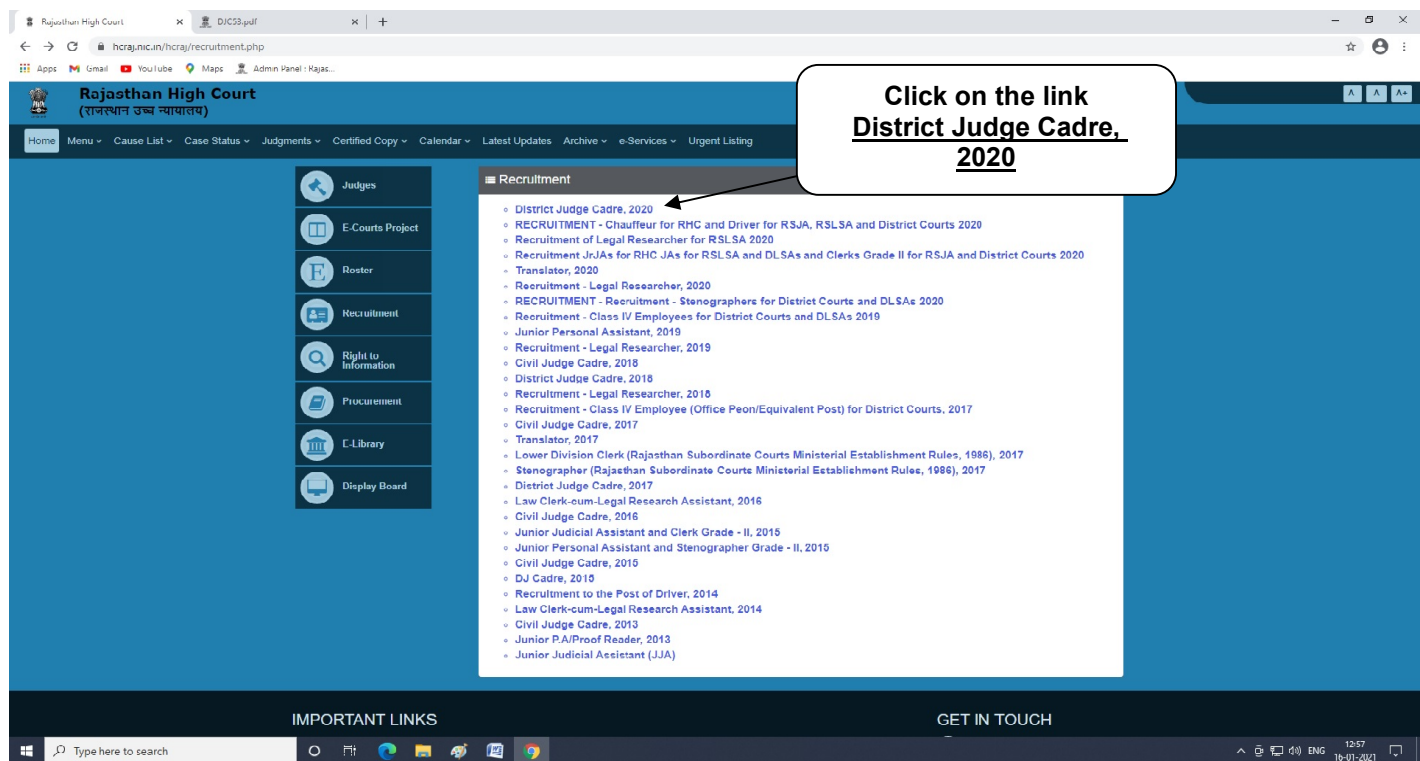 Rajasthan High Court
DJC53.pdf
hcraj.nic.in/hcraj/recruitment.php
Apps
Gmail
YouTube
Maps
Admin Panel : Rajas...
Rajasthan High Court
(राजस्थान उच्च न्यायालय)
A A A+
Click on the link
District Judge Cadre,
2020
Home Menu Cause List Case Status Judgments Certified Copy Calendar Latest Updates Archive e-Services Urgent Listing
Judges
E-Courts Project
E
Roster
Recruitment
Right to
Information
Procurement
E-Library
Display Board
Recruitment
District Judge Cadre, 2020
RECRUITMENT - Chauffeur for RHC and Driver for RSJA, RSLSA and District Courts 2020
Recruitment of Legal Researcher for RSLSA 2020
Recruitment JrJAs for RHC JAs for RSLSA and DLSAs and Clerks Grade II for RSJA and District Courts 2020
Translator, 2020
Recruitment - Legal Researcher, 2020
RECRUITMENT - Recruitment - Stenographers for District Courts and DLSAs 2020
Recruitment - Class IV Employees for District Courts and DLSAs 2019
Junior Personal Assistant, 2019
Recruitment - Legal Researcher, 2019
Civil Judge Cadre, 2018
District Judge Cadre, 2018
Recruitment - Legal Researcher, 2018
Recruitment - Class IV Employee (Office Peon/Equivalent Post) for District Courts, 2017
Civil Judge Cadre, 2017
Translator, 2017
Lower Division Clerk (Rajasthan Subordinate Courts Ministerial Establishment Rules, 1986), 2017
Stenographer (Rajasthan Subordinate Courts Ministerial Establishment Rules, 1986), 2017
District Judge Cadre, 2017
Law Clerk-cum-Legal Research Assistant, 2016
Civil Judge Cadre, 2016
Junior Judicial Assistant and Clerk Grade - II, 2015
Junior Personal Assistant and Stenographer Grade - II, 2015
Civil Judge Cadre, 2015
DJ Cadre, 2015
Recruitment to the Post of Driver, 2014
Law Clerk-cum-Legal Research Assistant, 2014
Civil Judge Cadre, 2013
Junior P.A/Proof Reader, 2013
Junior Judicial Assistant (JJA)
IMPORTANT LINKS
GET IN TOUCH
Type here to search
ENG
12:57
16-01-2021